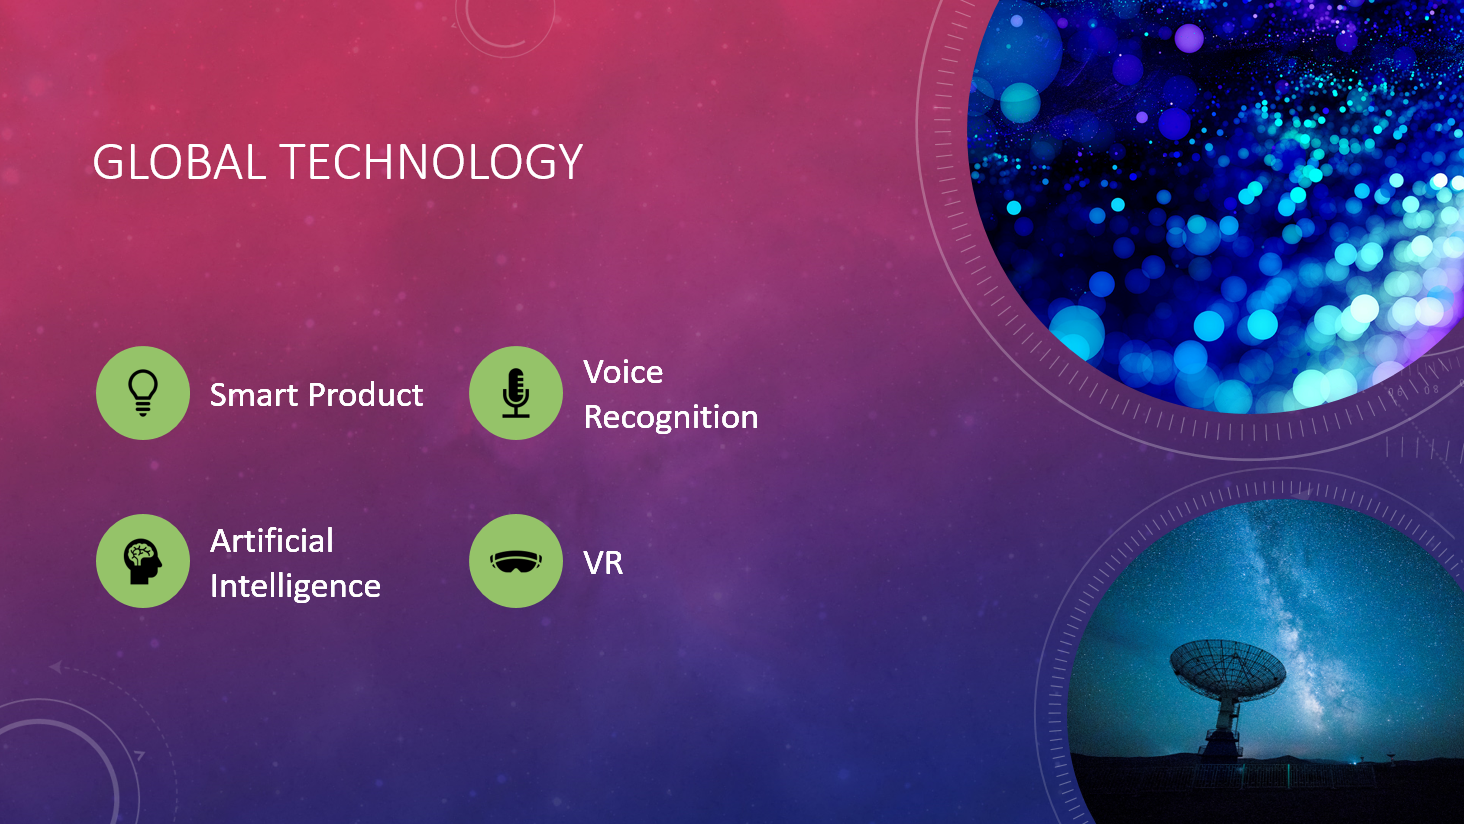 GLOBAL TECHNOLOGY
Smart Product
Voice
Recognition
Artificial
Intelligence
VR